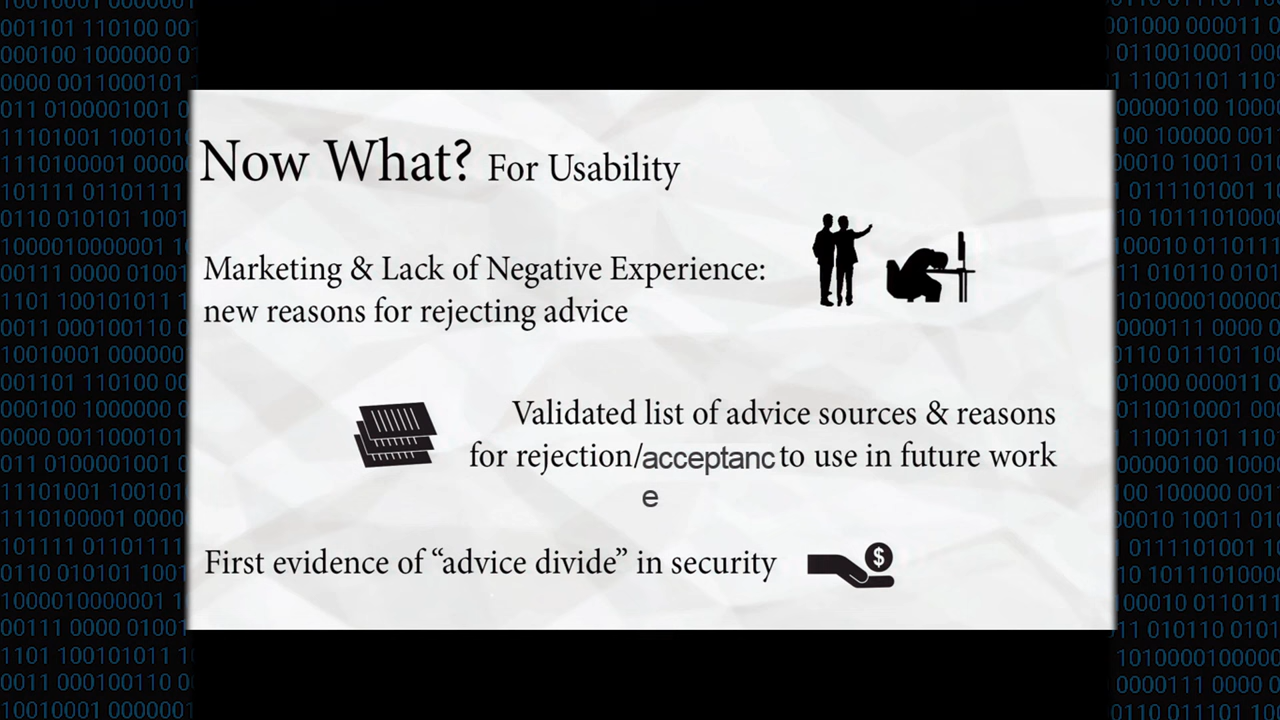 Now What? For Usability
Marketing & Lack of Negative Experience:
new reasons for rejecting advice
Validated list of advice sources & reasons
for rejection/acceptanc to use in future work
e
First evidence of “advice divide” in security
$